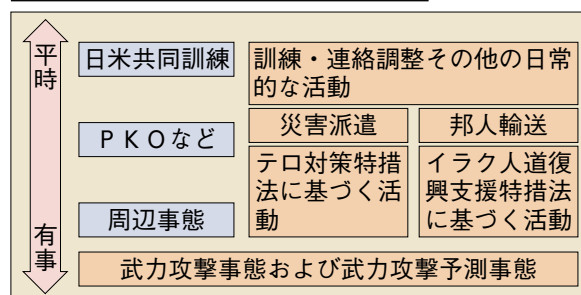 平時
日米共同訓練
訓練・連絡調整その他の日常
的な活動
災害派遣
邦人輸送
ＰＫＯなど
テロ対策特措
法に基づく活
動
イラク人道復
興支援特措法
に基づく活動
周辺事態
有事
武力攻撃事態および武力攻撃予測事態